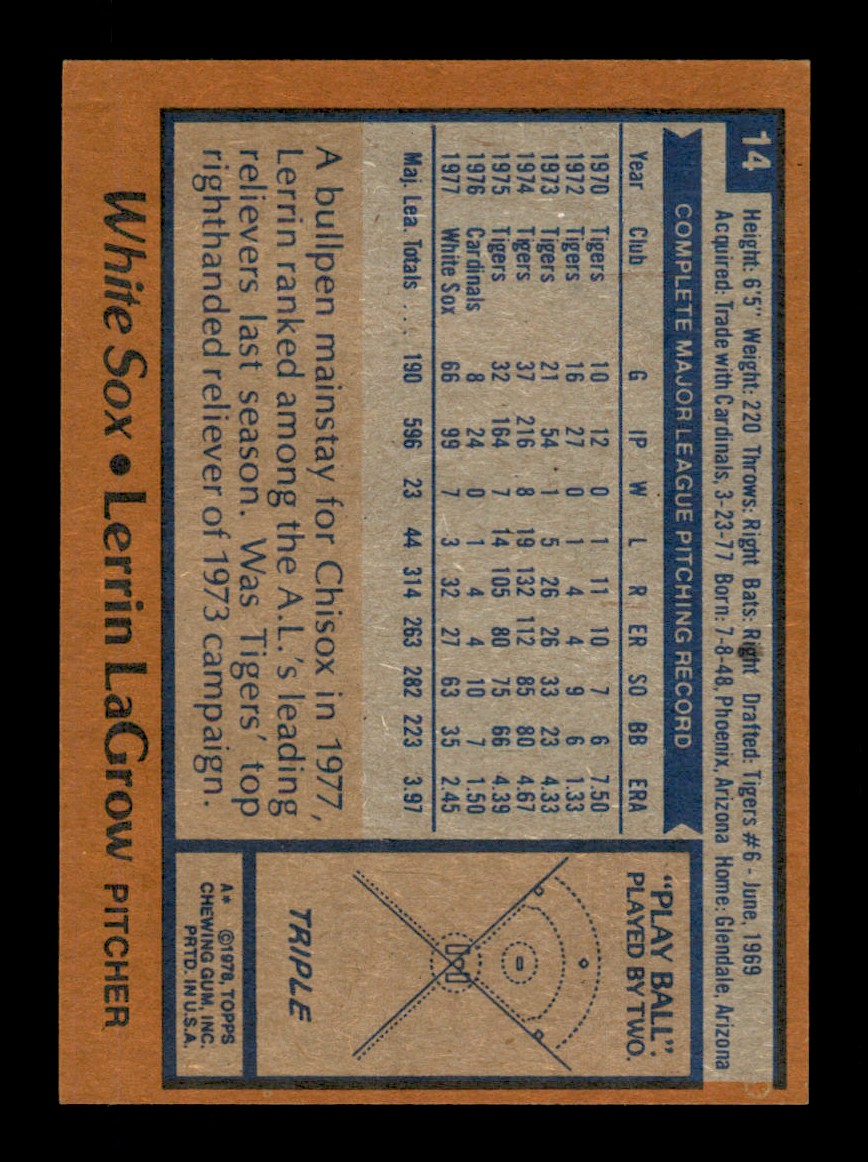 14
Height: 6'5" Weight: 220 Throws: Right Bats: Right Drafted: Tigers #6 - June, 1969
Acquired: Trade with Cardinals, 3-23-77 Born: 7-8-48, Phoenix, Arizona Home: Glendale, Arizona
COMPLETE MAJOR LEAGUE PITCHING RECORD
Year Club G IP W L R ER SO BB ERA
1970 Tigers 10 12 0 1 11 10 7 6 7.50
1972 Tigers 16 27 0 1 4 4 9 6 1.33
1973 Tigers 21 54 1 5 26 26 33 23 4.33
1974 Tigers 37 216 8 19 132 112 85 80 4.67
1975 Tigers 32 164 7 14 105 80 75 66 4.39
1976 Cardinals 8 24 0 1 4 4 10 7 1.50
1977 White Sox 66 99 7 3 32 27 63 35 2.45
Maj. Lea. Totals ... 190 596 23 44 314 263 282 223 3.97
A bullpen mainstay for Chisox in 1977,
Lerrin ranked among the A.L.'s leading
relievers last season. Was Tigers' top
righthanded reliever of 1973 campaign.
"PLAY BALL".
PLAYED BY TWO.
TRIPLE
A* ©1978, TOPPS
CHEWING GUM, INC.
PRTD. IN U.S.A.
White Sox • Lerrin LaGrow PITCHER